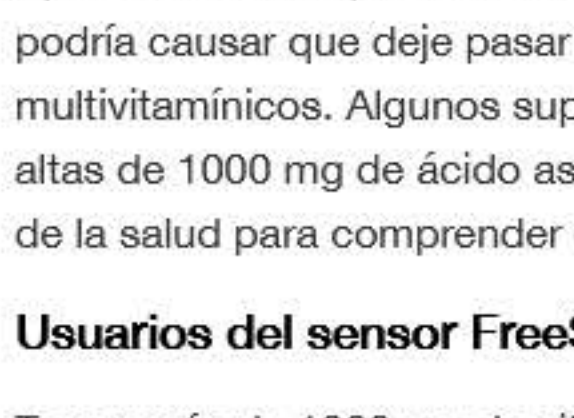 podría causar que deje pasar
multivitamínicos. Algunos sup
altas de 1000 mg de ácido as
de la salud para comprender
Usuarios del sensor FreeS